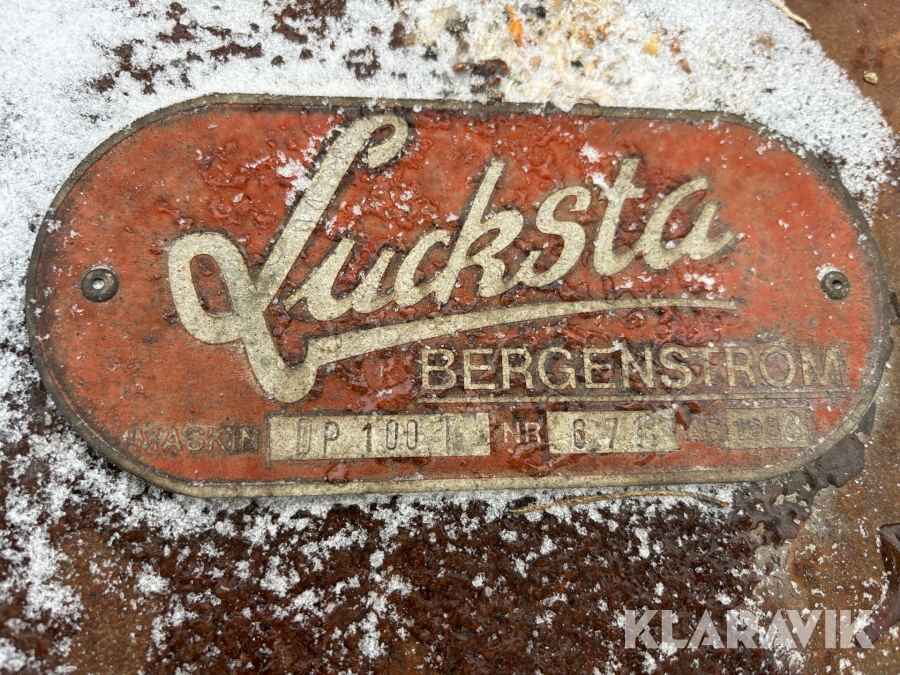 Lucksta
BERGENSTRÖM
MASKIN DP 100 T NR 671
KLARAVIK